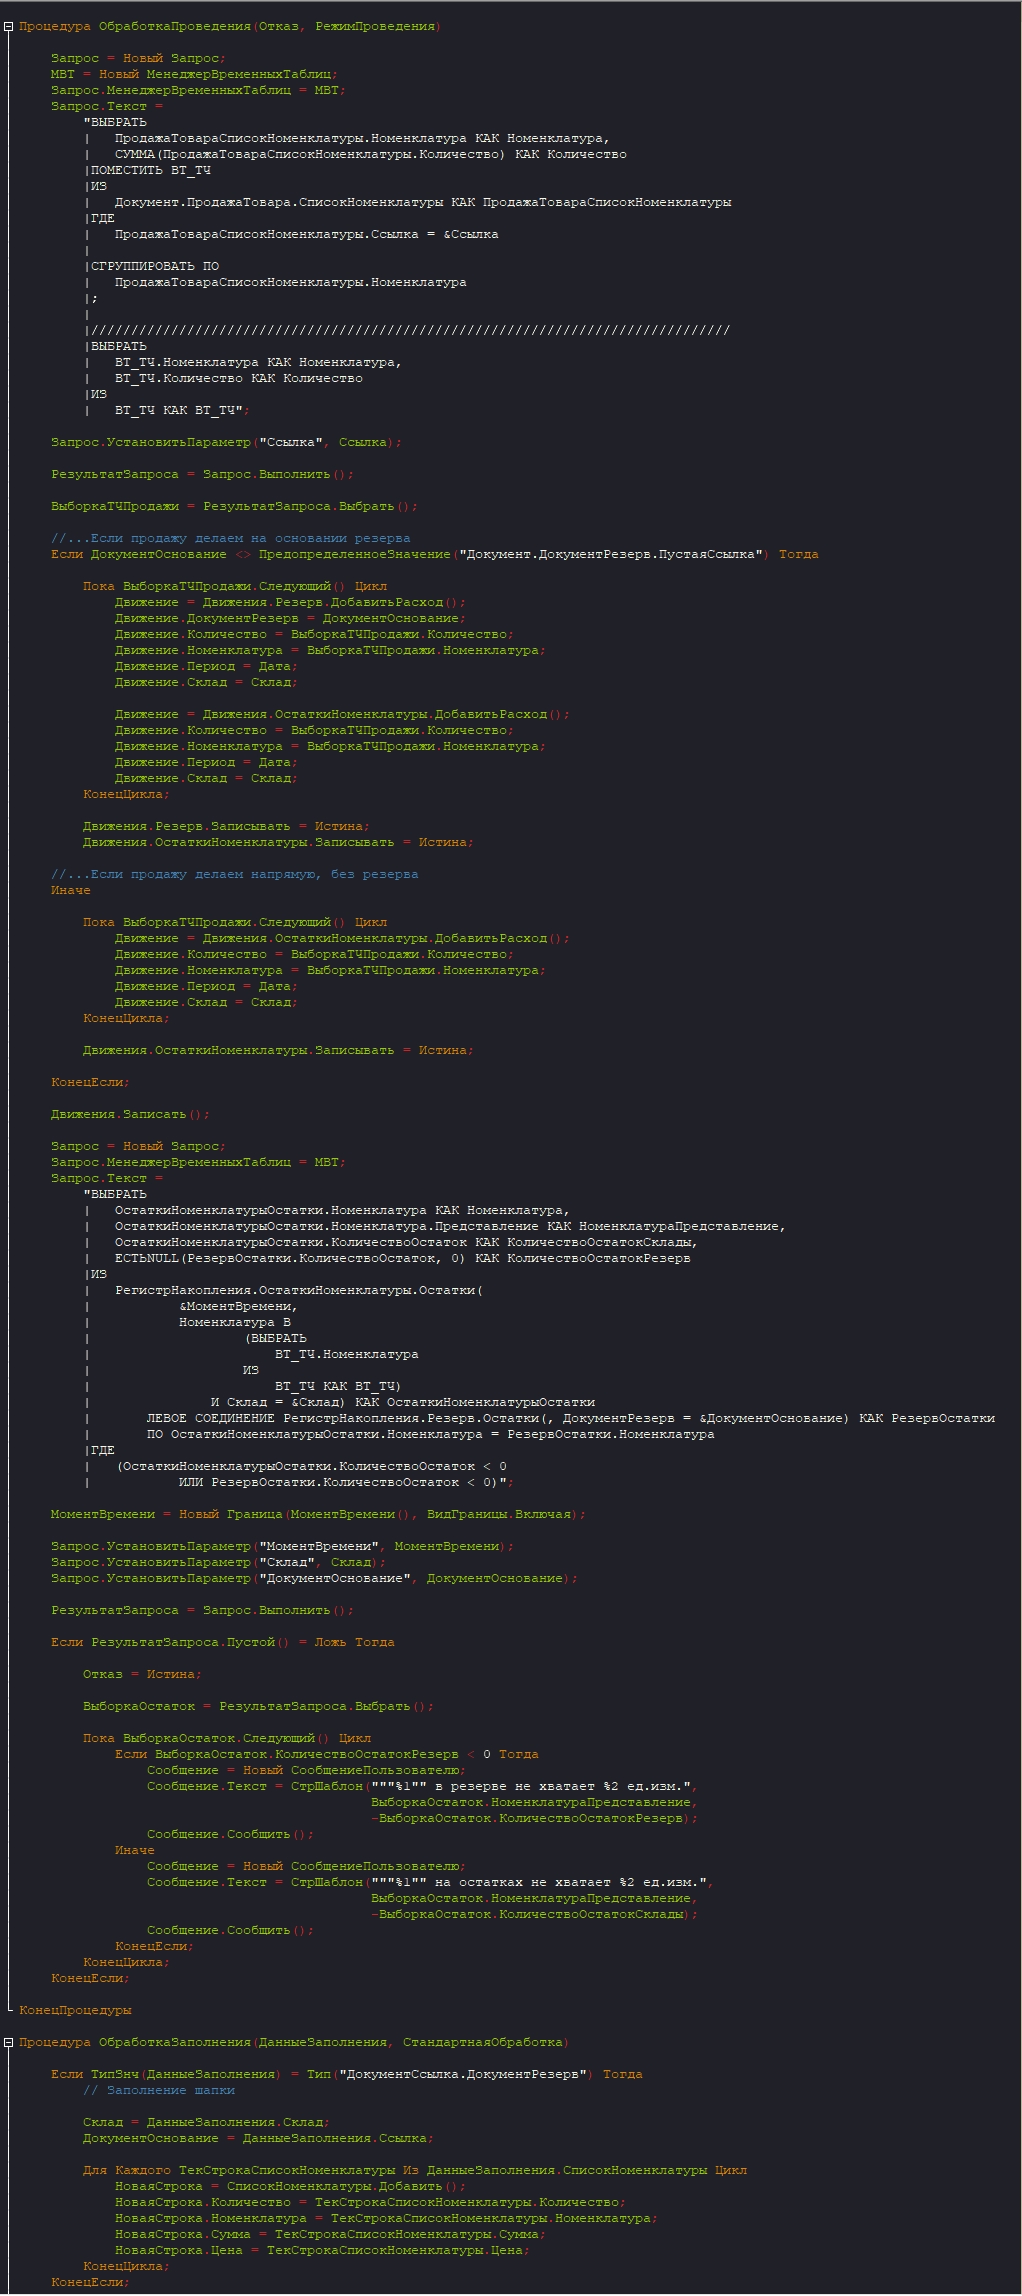 Процедура ОбработкаПроведения(Отказ, РежимПроведения)
Запрос = Новый Запрос;
МВТ = Новый МенеджерВременныхТаблиц;
Запрос.МенеджерВременныхТаблиц = МВТ;
Запрос.Текст =
"ВЫБРАТЬ
| ПродажаТовараСписокНоменклатуры.Номенклатура КАК Номенклатура,
| СУММА(ПродажаТовараСписокНоменклатуры.Количество) КАК Количество
|ПОМЕСТИТЬ ВТ_ТЧ
|ИЗ
| Документ.ПродажаТовара.СписокНоменклатуры КАК ПродажаТовараСписокНоменклатуры
|ГДЕ
| ПродажаТовараСписокНоменклатуры.Ссылка = &Ссылка
|
|СГРУППИРОВАТЬ ПО
| ПродажаТовараСписокНоменклатуры.Номенклатура
|;
|
|////////////////////////////////////////////////////////////////////////////////
|ВЫБРАТЬ
| ВТ_ТЧ.Номенклатура КАК Номенклатура,
| ВТ_ТЧ.Количество КАК Количество
|ИЗ
| ВТ_ТЧ КАК ВТ_ТЧ";
Запрос.УстановитьПараметр("Ссылка", Ссылка);
РезультатЗапроса = Запрос.Выполнить();
ВыборкаТЧПродажи = РезультатЗапроса.Выбрать();
//...Если продажу делаем на основании резерва
Если ДокументОснование <> ПредопределенноеЗначение("Документ.ДокументРезерв.ПустаяСсылка") Тогда
Пока ВыборкаТЧПродажи.Следующий() Цикл
Движение = Движения.Резерв.ДобавитьРасход();
Движение.ДокументРезерв = ДокументОснование;
Движение.Количество = ВыборкаТЧПродажи.Количество;
Движение.Номенклатура = ВыборкаТЧПродажи.Номенклатура;
Движение.Период = Дата;
Движение.Склад = Склад;
Движение = Движения.ОстаткиНоменклатуры.ДобавитьРасход();
Движение.Количество = ВыборкаТЧПродажи.Количество;
Движение.Номенклатура = ВыборкаТЧПродажи.Номенклатура;
Движение.Период = Дата;
Движение.Склад = Склад;
КонецЦикла;
Движения.Резерв.Записывать = Истина;
Движения.ОстаткиНоменклатуры.Записывать = Истина;
//...Если продажу делаем напрямую, без резерва
Иначе
Пока ВыборкаТЧПродажи.Следующий() Цикл
Движение = Движения.ОстаткиНоменклатуры.ДобавитьРасход();
Движение.Количество = ВыборкаТЧПродажи.Количество;
Движение.Номенклатура = ВыборкаТЧПродажи.Номенклатура;
Движение.Период = Дата;
Движение.Склад = Склад;
КонецЦикла;
Движения.ОстаткиНоменклатуры.Записывать = Истина;
КонецЕсли;
Движения.Записать();
Запрос = Новый Запрос;
Запрос.МенеджерВременныхТаблиц = МВТ;
Запрос.Текст =
"ВЫБРАТЬ
| ОстаткиНоменклатурыОстатки.Номенклатура КАК Номенклатура,
| ОстаткиНоменклатурыОстатки.Номенклатура.Представление КАК НоменклатураПредставление,
| ОстаткиНоменклатурыОстатки.КоличествоОстаток КАК КоличествоОстатокСклады,
| ЕСТЬNULL(РезервОстатки.КоличествоОстаток, 0) КАК КоличествоОстатокРезерв
|ИЗ
| РегистрНакопления.ОстаткиНоменклатуры.Остатки(
| &МоментВремени,
| Номенклатура В
| (ВЫБРАТЬ
| ВТ_ТЧ.Номенклатура
| ИЗ
| ВТ_ТЧ КАК ВТ_ТЧ)
| И Склад = &Склад) КАК ОстаткиНоменклатурыОстатки
| ЛЕВОЕ СОЕДИНЕНИЕ РегистрНакопления.Резерв.Остатки(, ДокументРезерв = &ДокументОснование) КАК РезервОстатки
| ПО ОстаткиНоменклатурыОстатки.Номенклатура = РезервОстатки.Номенклатура
|ГДЕ
| (ОстаткиНоменклатурыОстатки.КоличествоОстаток < 0
| ИЛИ РезервОстатки.КоличествоОстаток < 0)";
МоментВремени = Новый Граница(МоментВремени(), ВидГраницы.Включая);
Запрос.УстановитьПараметр("МоментВремени", МоментВремени);
Запрос.УстановитьПараметр("Склад", Склад);
Запрос.УстановитьПараметр("ДокументОснование", ДокументОснование);
РезультатЗапроса = Запрос.Выполнить();
Если РезультатЗапроса.Пустой() = Ложь Тогда
Отказ = Истина;
ВыборкаОстаток = РезультатЗапроса.Выбрать();
Пока ВыборкаОстаток.Следующий() Цикл
Если ВыборкаОстаток.КоличествоОстатокРезерв < 0 Тогда
Сообщение = Новый СообщениеПользователю;
Сообщение.Текст = СтрШаблон("""%1"" в резерве не хватает %2 ед.изм.",
ВыборкаОстаток.НоменклатураПредставление,
-ВыборкаОстаток.КоличествоОстатокРезерв);
Сообщение.Сообщить();
Иначе
Сообщение = Новый СообщениеПользователю;
Сообщение.Текст = СтрШаблон("""%1"" на остатках не хватает %2 ед.изм.",
ВыборкаОстаток.НоменклатураПредставление,
-ВыборкаОстаток.КоличествоОстатокСклады);
Сообщение.Сообщить();
КонецЕсли;
КонецЦикла;
КонецЕсли;
КонецПроцедуры
Процедура ОбработкаЗаполнения(ДанныеЗаполнения, СтандартнаяОбработка)
Если ТипЗнч(ДанныеЗаполнения) = Тип("ДокументСсылка.ДокументРезерв") Тогда
// Заполнение шапки
Склад = ДанныеЗаполнения.Склад;
ДокументОснование = ДанныеЗаполнения.Ссылка;
Для Каждого ТекСтрокаСписокНоменклатуры Из ДанныеЗаполнения.СписокНоменклатуры Цикл
НоваяСтрока = СписокНоменклатуры.Добавить();
НоваяСтрока.Количество = ТекСтрокаСписокНоменклатуры.Количество;
НоваяСтрока.Номенклатура = ТекСтрокаСписокНоменклатуры.Номенклатура;
НоваяСтрока.Сумма = ТекСтрокаСписокНоменклатуры.Сумма;
НоваяСтрока.Цена = ТекСтрокаСписокНоменклатуры.Цена;
КонецЦикла;
КонецЕсли;